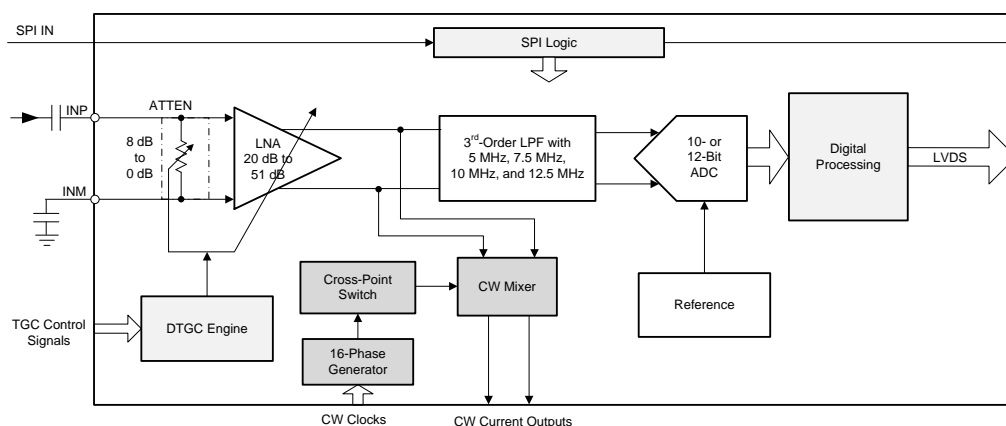 SPI IN
SPI Logic
INP
ATTEN
8 dB
to
0 dB
LNA
20 dB to
51 dB
3rd-Order LPF with
5 MHz, 7.5 MHz,
10 MHz, and 12.5 MHz
10- or
12-Bit
ADC
Digital
Processing
LVDS
INM
Cross-Point
Switch
CW Mixer
Reference
TGC Control
Signals
DTGC Engine
16-Phase
Generator
CW Clocks
CW Current Outputs